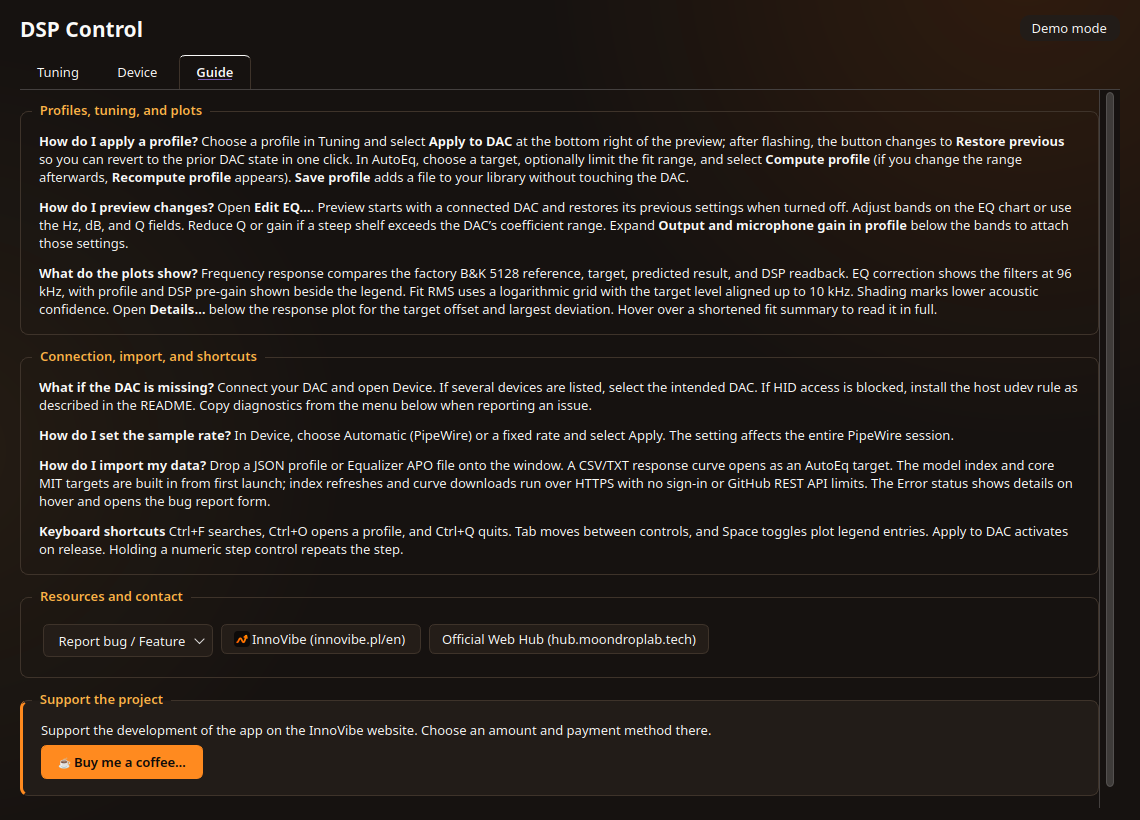 DSP Control
Demo mode
Tuning
Device
Guide
Profiles, tuning, and plots
How do I apply a profile? Choose a profile in Tuning and select Apply to DAC at the bottom right of the preview; after flashing, the button changes to Restore previous
so you can revert to the prior DAC state in one click. In AutoEq, choose a target, optionally limit the fit range, and select Compute profile (if you change the range
afterwards, Recompute profile appears). Save profile adds a file to your library without touching the DAC.
How do I preview changes? Open Edit EQ.... Preview starts with a connected DAC and restores its previous settings when turned off. Adjust bands on the EQ chart or use
the Hz, dB, and Q fields. Reduce Q or gain if a steep shelf exceeds the DAC's coefficient range. Expand Output and microphone gain in profile below the bands to attach
those settings.
What do the plots show? Frequency response compares the factory B&K 5128 reference, target, predicted result, and DSP readback. EQ correction shows the filters at 96
kHz, with profile and DSP pre-gain shown beside the legend. Fit RMS uses a logarithmic grid with the target level aligned up to 10 kHz. Shading marks lower acoustic
confidence. Open Details... below the response plot for the target offset and largest deviation. Hover over a shortened fit summary to read it in full.
Connection, import, and shortcuts
What if the DAC is missing? Connect your DAC and open Device. If several devices are listed, select the intended DAC. If HID access is blocked, install the host udev rule as
described in the README. Copy diagnostics from the menu below when reporting an issue.
How do I set the sample rate? In Device, choose Automatic (PipeWire) or a fixed rate and select Apply. The setting affects the entire PipeWire session.
How do I import my data? Drop a JSON profile or Equalizer APO file onto the window. A CSV/TXT response curve opens as an AutoEq target. The model index and core
MIT targets are built in from first launch; index refreshes and curve downloads run over HTTPS with no sign-in or GitHub REST API limits. The Error status shows details on
hover and opens the bug report form.
Keyboard shortcuts Ctrl+F searches, Ctrl+O opens a profile, and Ctrl+Q quits. Tab moves between controls, and Space toggles plot legend entries. Apply to DAC activates
on release. Holding a numeric step control repeats the step.
Resources and contact
Report bug / Feature
InnoVibe (innovibe.pl/en)
Official Web Hub (hub.moondroplab.tech)
Support the project
Support the development of the app on the InnoVibe website. Choose an amount and payment method there.
Buy me a coffee...